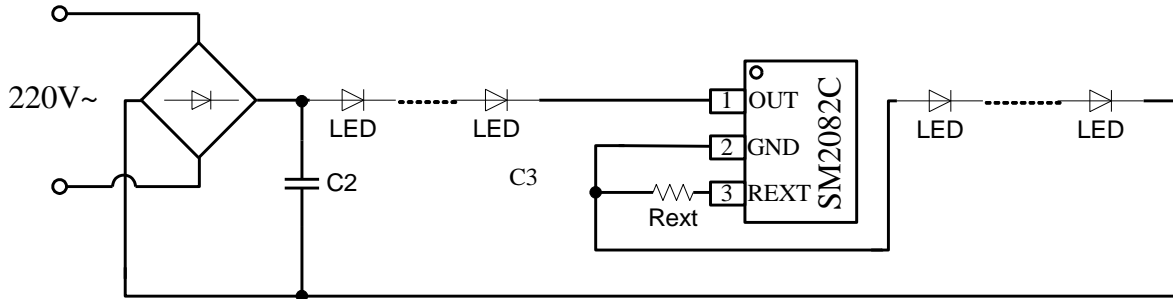 220V~
LED
LED
C2
C3
1
OUT
2
GND
3
REXT
Rext
SM2082C
LED
LED